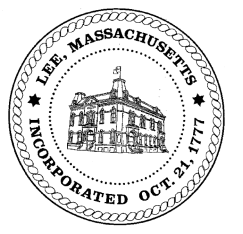 LEE, MASSACHUSETTS
INCORPORATED OCT. 21, 1777